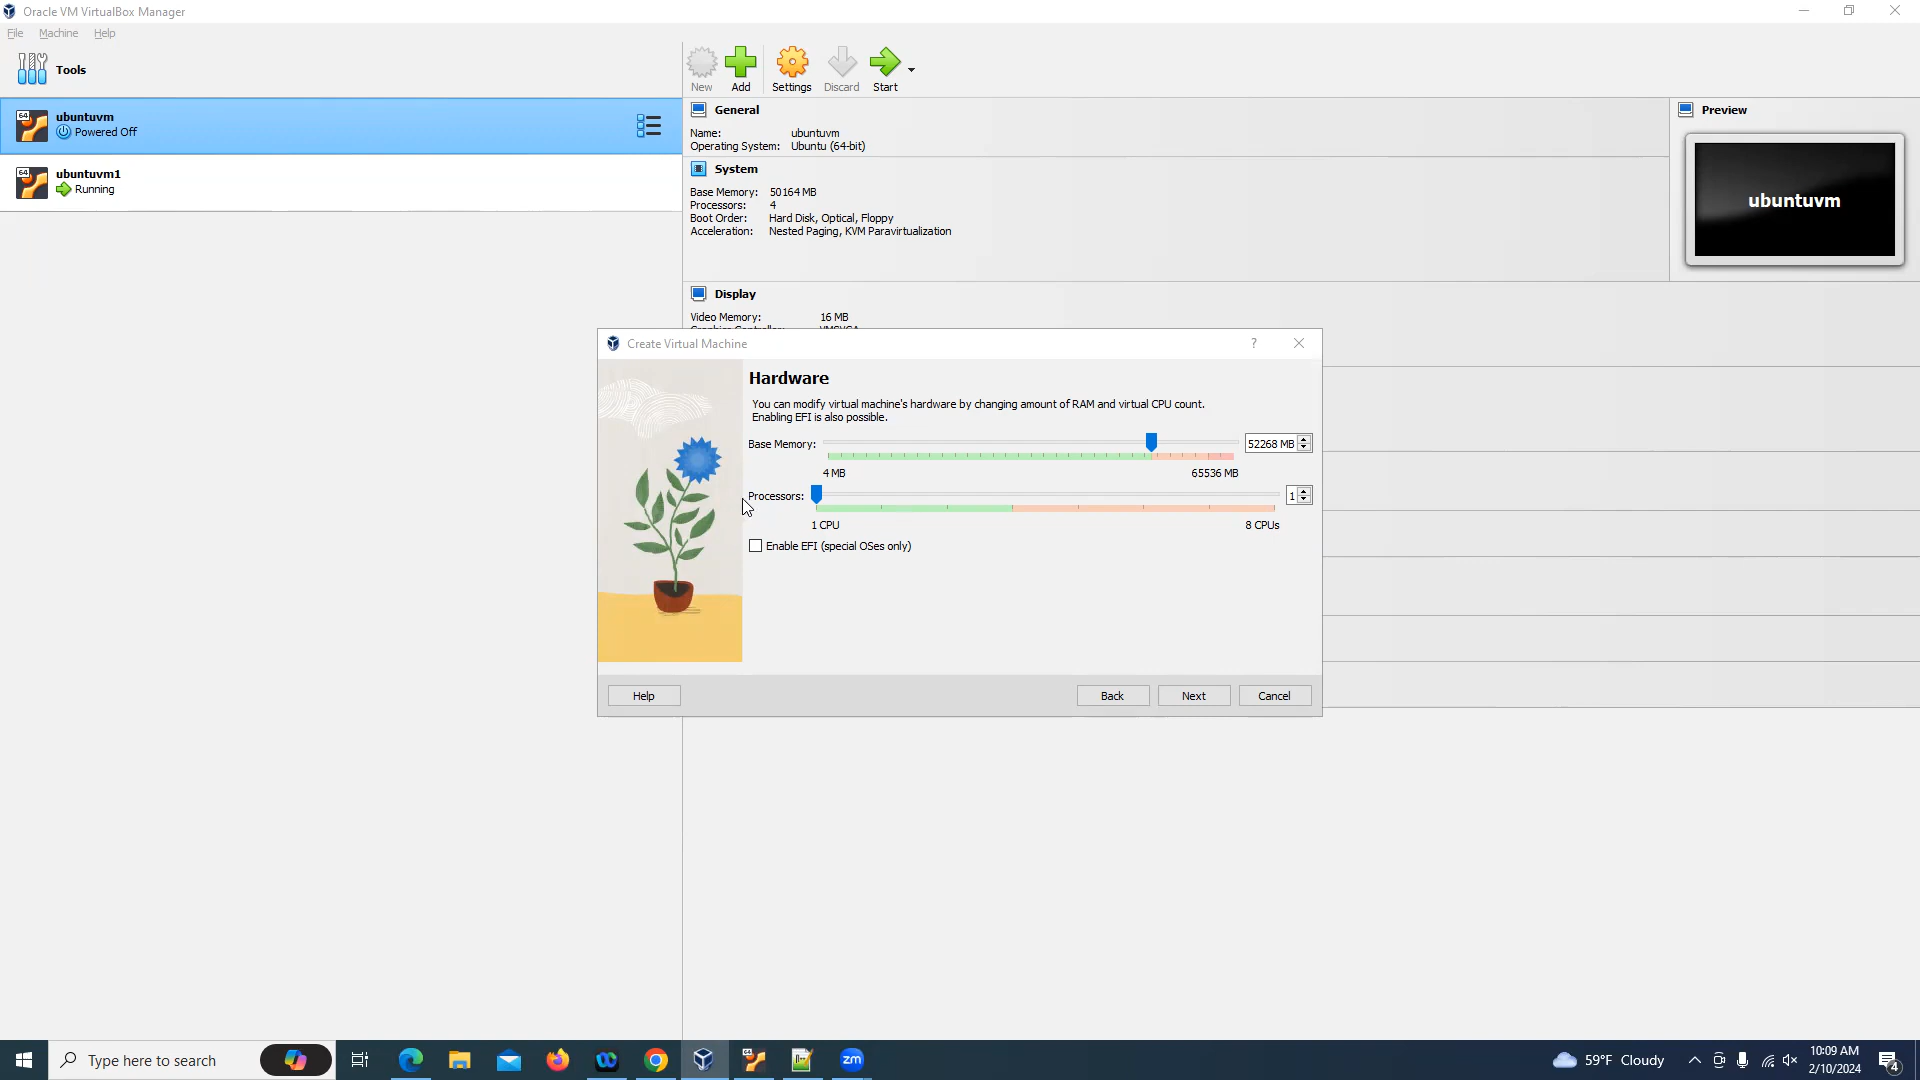 Oracle VM VirtualBox Manager
File Machine Help
Tools
New Add Settings Discard Start
64 ubuntuvm
Powered Off
64 ubuntuvm1
Running
General
Name: ubuntuvm
Operating System: Ubuntu (64-bit)
System
Base Memory: 50164 MB
Processors: 4
Boot Order: Hard Disk, Optical, Floppy
Acceleration: Nested Paging, KVM Paravirtualization
Display
Video Memory: 16 MB
Preview
ubuntuvm
Create Virtual Machine ?
Hardware
You can modify virtual machine's hardware by changing amount of RAM and virtual CPU count.
Enabling EFI is also possible.
Base Memory: 52268 MB
4 MB 65536 MB
Processors: 1
1 CPU 8 CPUs
Enable EFI (special OSes only)
Help Back Next Cancel
Type here to search
64
zm
59°F Cloudy
10:09 AM
2/10/2024
4